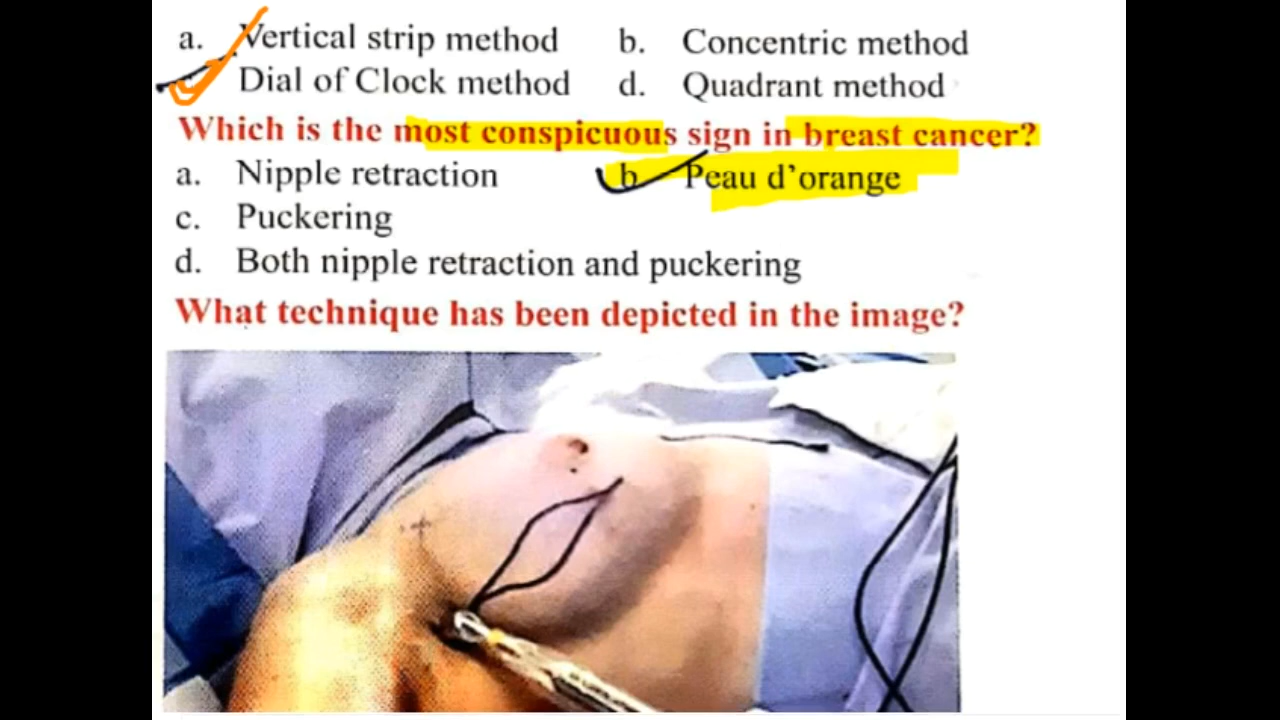 a. Vertical strip method b. Concentric method
Dial of Clock method d. Quadrant method
Which is the most conspicuous sign in breast cancer?
a. Nipple retraction b. Peau d'orange
c. Puckering
d. Both nipple retraction and puckering
What technique has been depicted in the image?